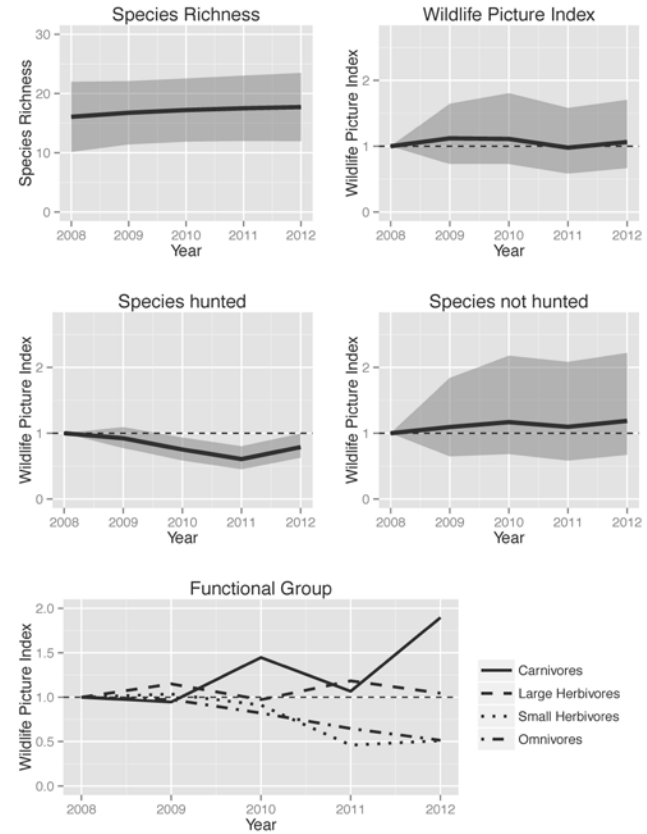 Species Richness
Species Richness
30
20
10
0
2008 2009 2010 2011 2012
Year
Wildlife Picture Index
Wildlife Picture Index
2
1
0
2008 2009 2010 2011 2012
Year
Species hunted
Wildlife Picture Index
2
1
0
2008 2009 2010 2011 2012
Year
Species not hunted
Wildlife Picture Index
2
1
0
2008 2009 2010 2011 2012
Year
Functional Group
Wildlife Picture Index
2.0
1.5
1.0
0.5
0.0
2008 2009 2010 2011 2012
Year
Carnivores
Large Herbivores
Small Herbivores
Omnivores